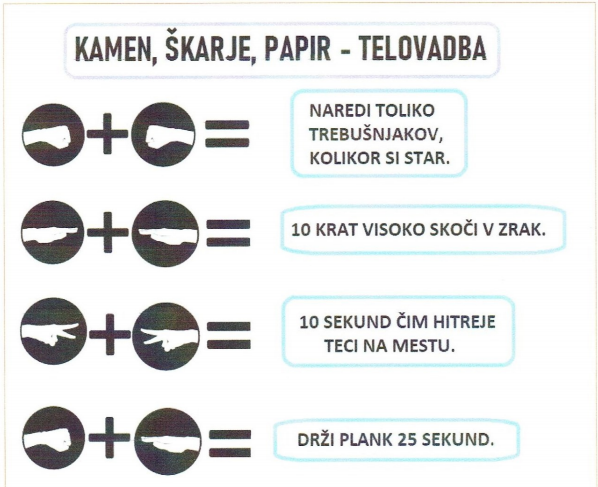 KAMEN, ŠKARJE, PAPIR - TELOVADBA
NAREDI TOLIKO
TREBUŠNJAKOV,
KOLIKOR SI STAR.
10 KRAT VISOKO SKOČI V ZRAK.
10 SEKUND ČIM HITREJE
TECI NA MESTU.
DRŽI PLANK 25 SEKUND.